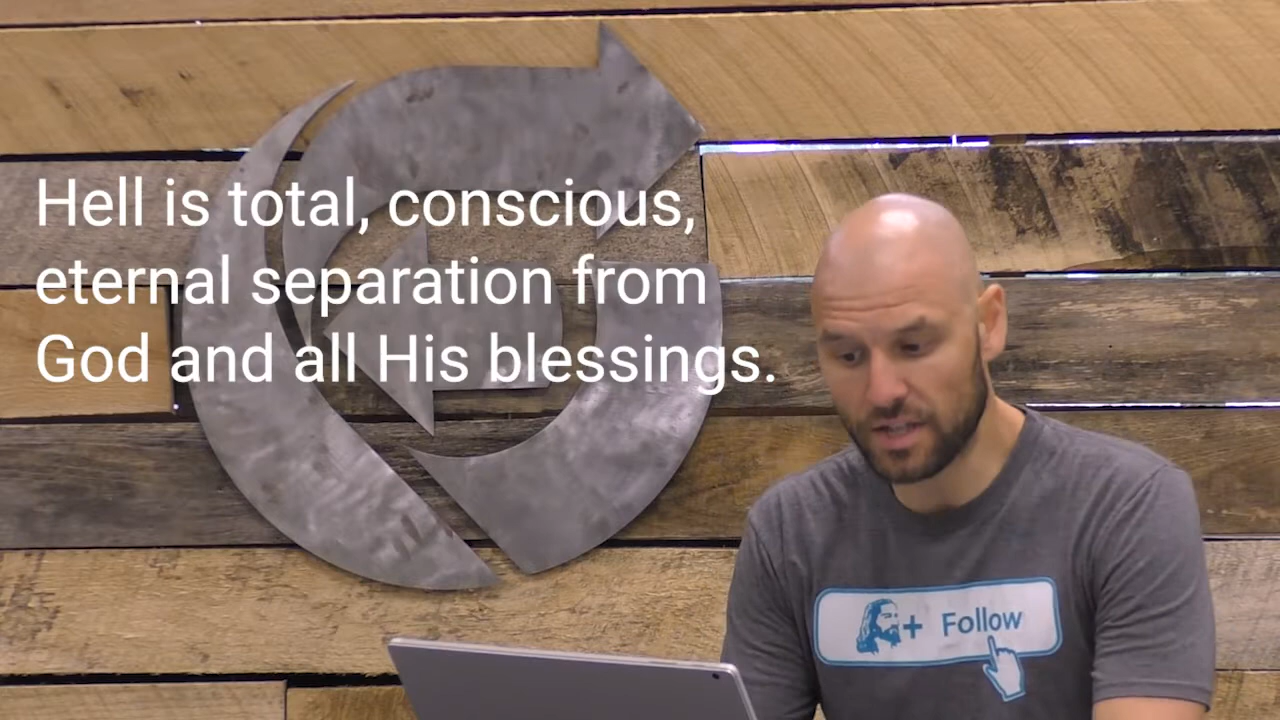 Hell is total, conscious,
eternal separation from
God and all His blessings.
+ Follow